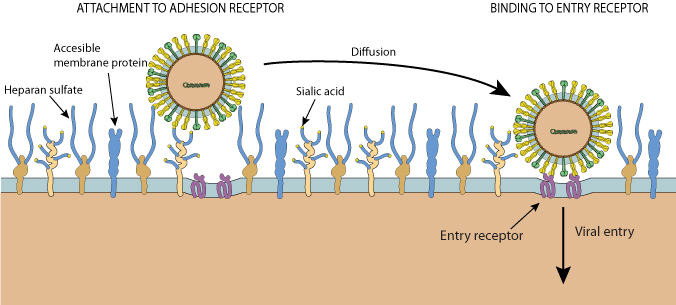 ATTACHMENT TO ADHESION RECEPTOR
BINDING TO ENTRY RECEPTOR
Accesible
membrane protein
Diffusion
Heparan sulfate
Sialic acid
Entry receptor
Viral entry